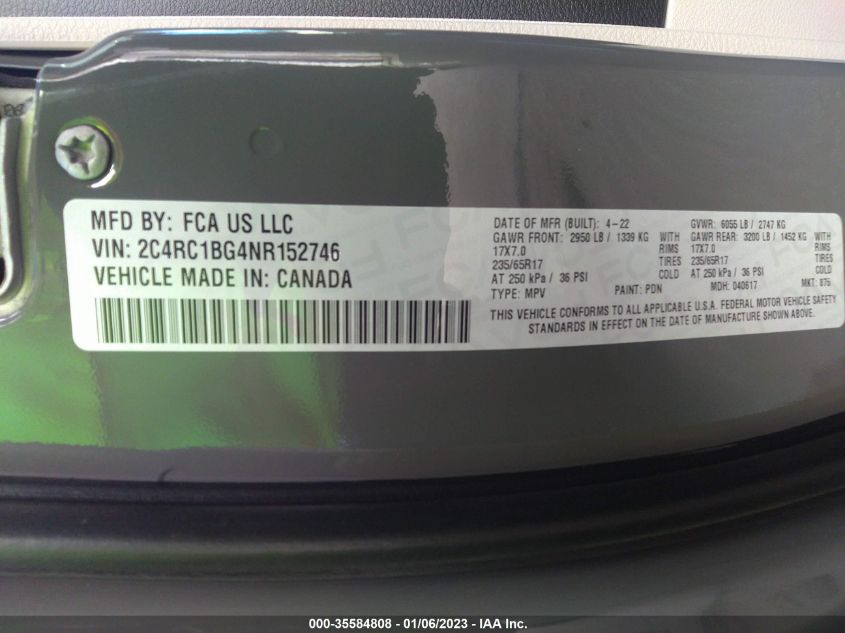 MFD BY: FCA US LLC
VIN: 2C4RC1BG4NR152746
VEHICLE MADE IN: CANADA
DATE OF MFR (BUILT): 4-22 GVWR: 6055 LB / 2747 KG
GAWR FRONT: 2950 LB / 1339 KG WITH GAWR REAR: 3200 LB / 1452 KG WITH
17X7.0 RIMS 17X7.0 RIMS
235/65R17 TIRES 235/65R17 TIRES
AT 250 kPa / 36 PSI COLD AT 250 kPa / 36 PSI COLD
TYPE: MPV PAINT: PDN MDH: 040617 MKT: 875
THIS VEHICLE CONFORMS TO ALL APPLICABLE U.S.A. FEDERAL MOTOR VEHICLE SAFETY
STANDARDS IN EFFECT ON THE DATE OF MANUFACTURE SHOWN ABOVE.
000-35584808 - 01/06/2023 - IAA Inc.